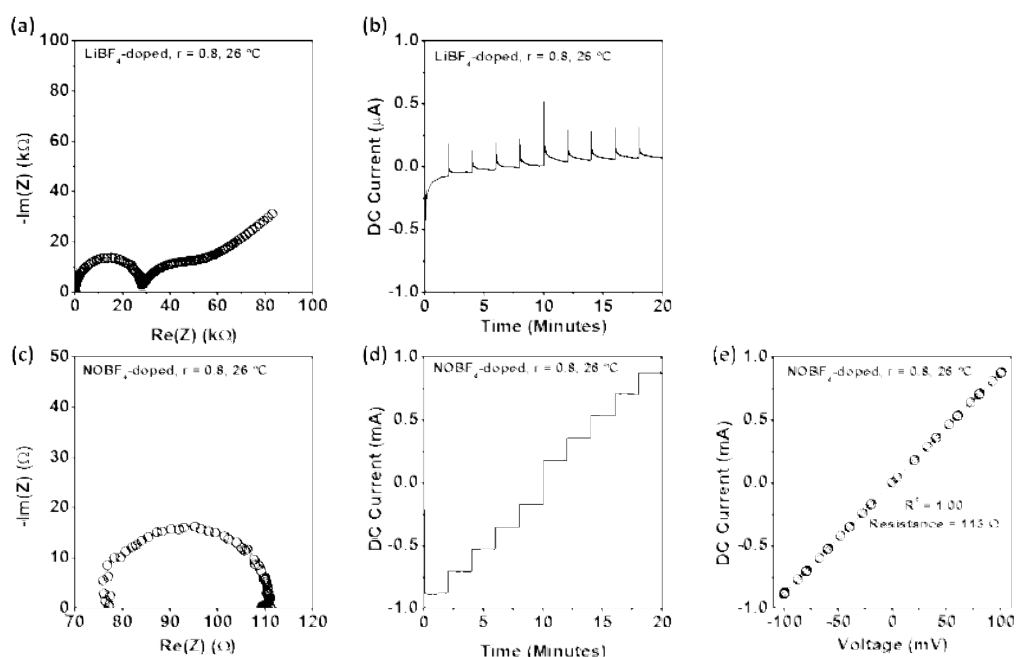 (a)
LiBF4-doped, r = 0.8, 26 ºC
-Im(Z) (kΩ)
100
80
60
40
20
0
0 20 40 60 80 100
Re(Z) (kΩ)
(b)
LiBF4-doped, r = 0.8, 26 ºC
DC Current (µA)
1.0
0.5
0.0
-0.5
-1.0
0 5 10 15 20
Time (Minutes)
(c)
NOBF4-doped, r = 0.8, 26 ºC
-Im(Z) (Ω)
50
40
30
20
10
0
70 80 90 100 110 120
Re(Z) (Ω)
(d)
NOBF4-doped, r = 0.8, 26 ºC
DC Current (mA)
1.0
0.5
0.0
-0.5
-1.0
0 5 10 15 20
Time (Minutes)
(e)
NOBF4-doped, r = 0.8, 26 ºC
DC Current (mA)
1.0
0.5
0.0
-0.5
-1.0
R² = 1.00
Resistance = 113 Ω
-100 -50 0 50 100
Voltage (mV)